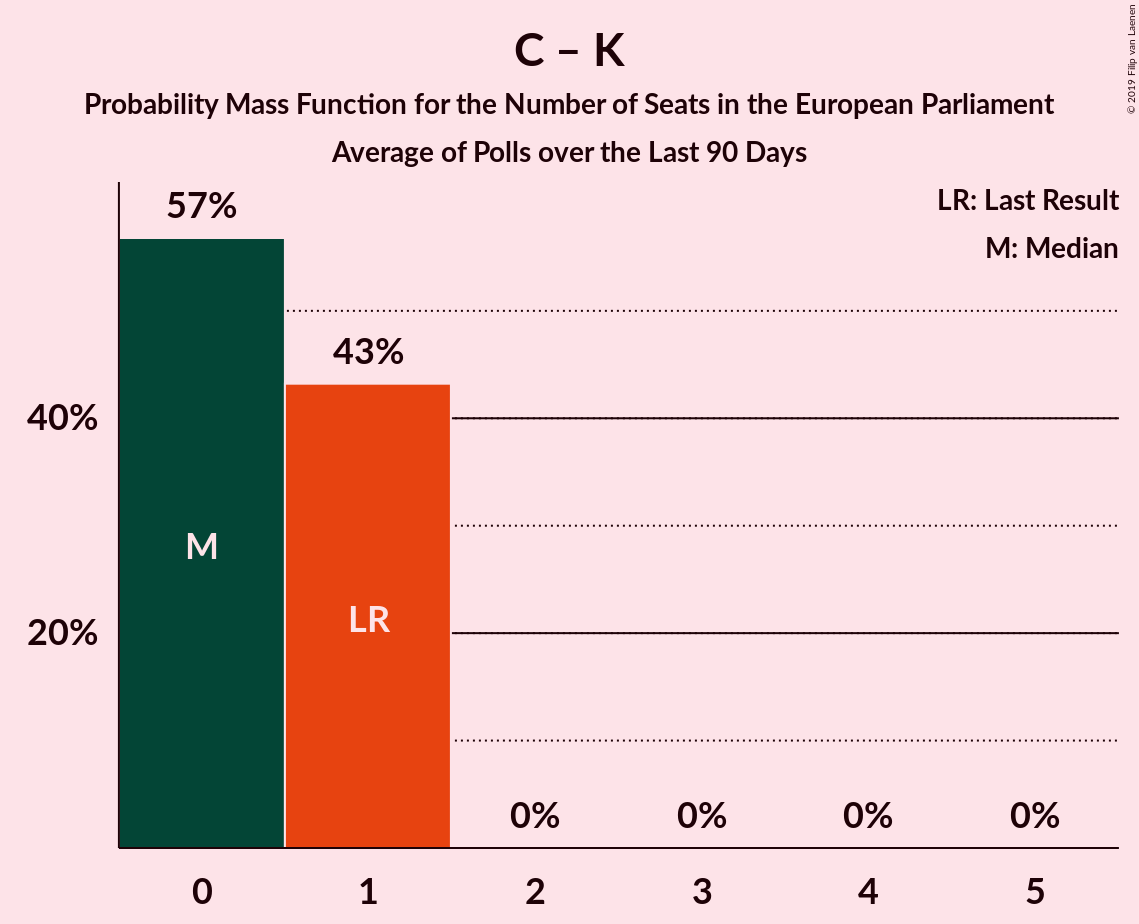 C – K
Probability Mass Function for the Number of Seats in the European Parliament
Average of Polls over the Last 90 Days
© 2019 Filip van Laenen
LR: Last Result
M: Median
57%
43%
40%
M
LR
20%
0% 0% 0% 0%
0 1 2 3 4 5